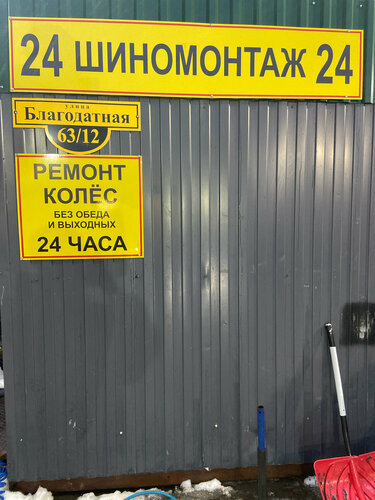 24 ШИНОМОНТАЖ 24
улица
Благодатная
63/12
РЕМОНТ
КОЛЁС
БЕЗ ОБЕДА
И ВЫХОДНЫХ
24 ЧАСА